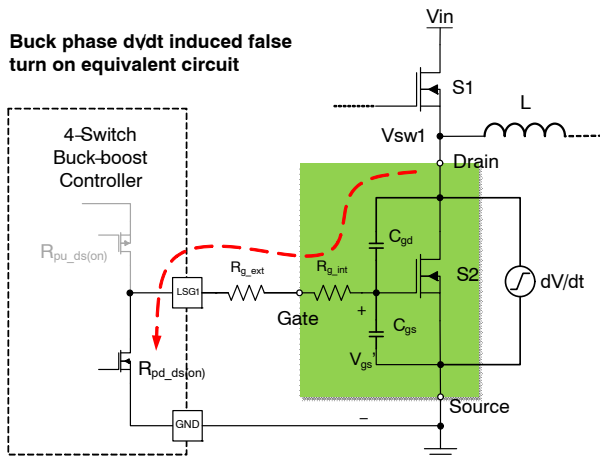 Buck phase dv/dt induced false
turn on equivalent circuit
Vin
S1
L
Vsw1
Drain
4-Switch
Buck-boost
Controller
Rpu_ds(on)
LSG1
Rg_ext
Rg_int
Cgd
S2
dV/dt
Gate
+
Cgs
Vgs'
Rpd_ds(on)
Source
GND
–